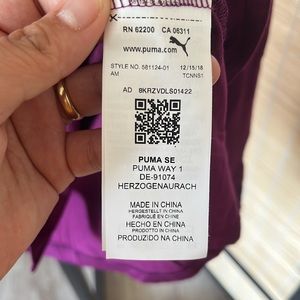 RN 62200 CA 06311
www.puma.com
STYLE NO. 581124-01 12/15/18
AM TCNNS1
AD 8KRZVDLS01422
PUMA SE
PUMA WAY 1
DE-91074
HERZOGENAURACH
MADE IN CHINA
HERGESTELLT IN CHINA
FABRIQUÉ EN CHINE
HECHO EN CHINA
PRODOTTO IN CINA
PRODUZIDO NA CHINA